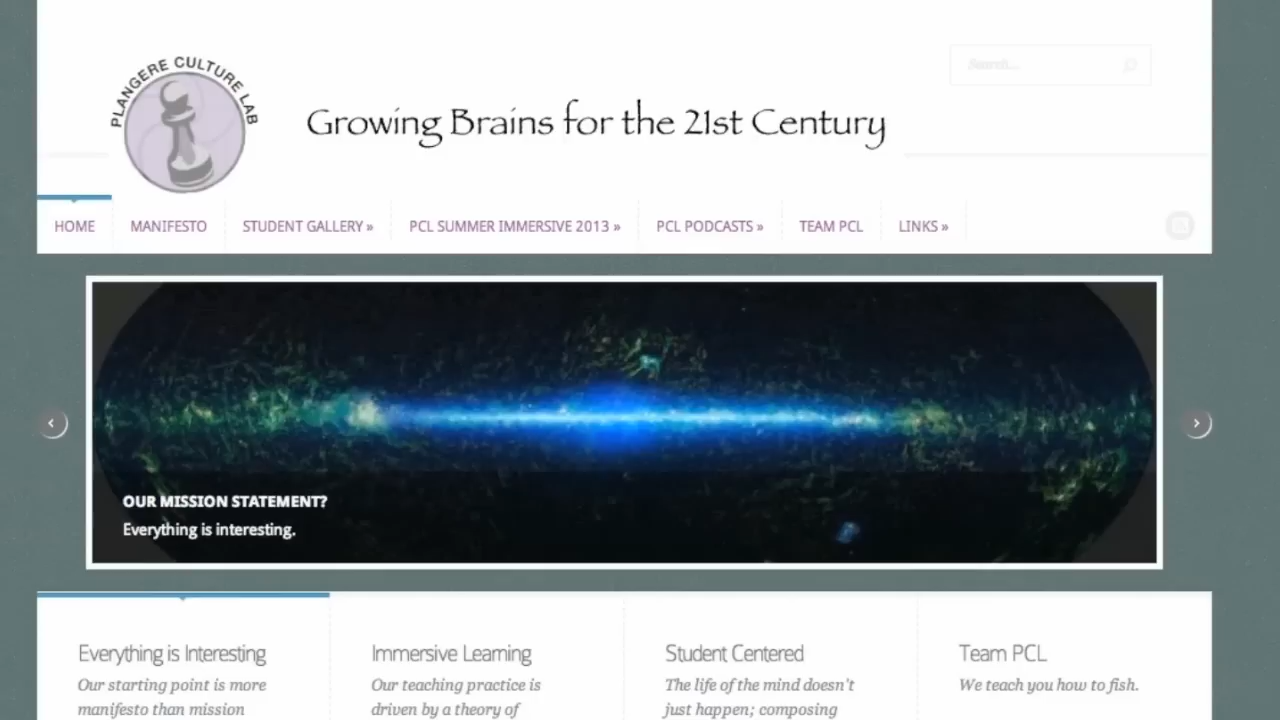 PLANGERE CULTURE LAB
Growing Brains for the 21st Century
Search...
HOME
MANIFESTO
STUDENT GALLERY »
PCL SUMMER IMMERSIVE 2013 »
PCL PODCASTS »
TEAM PCL
LINKS »
OUR MISSION STATEMENT?
Everything is interesting.
Everything is Interesting
Our starting point is more
manifesto than mission
Immersive Learning
Our teaching practice is
driven by a theory of
Student Centered
The life of the mind doesn't
just happen; composing
Team PCL
We teach you how to fish.